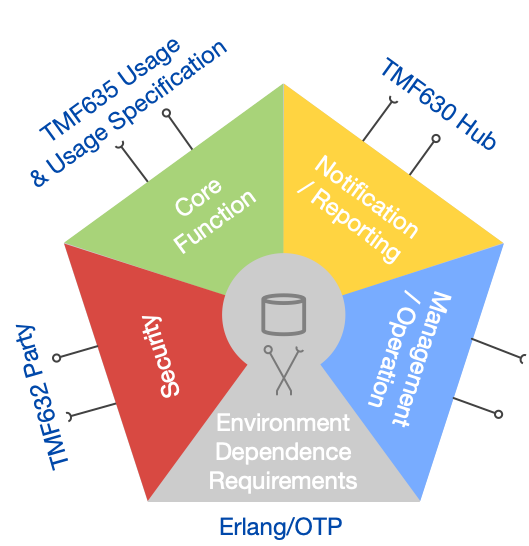 TMF635 Usage
& Usage Specification
TMF630 Hub
Core
Function
Notification
/ Reporting
Security
Management
/ Operation
TMF632 Party
Environment
Dependence
Requirements
Erlang/OTP